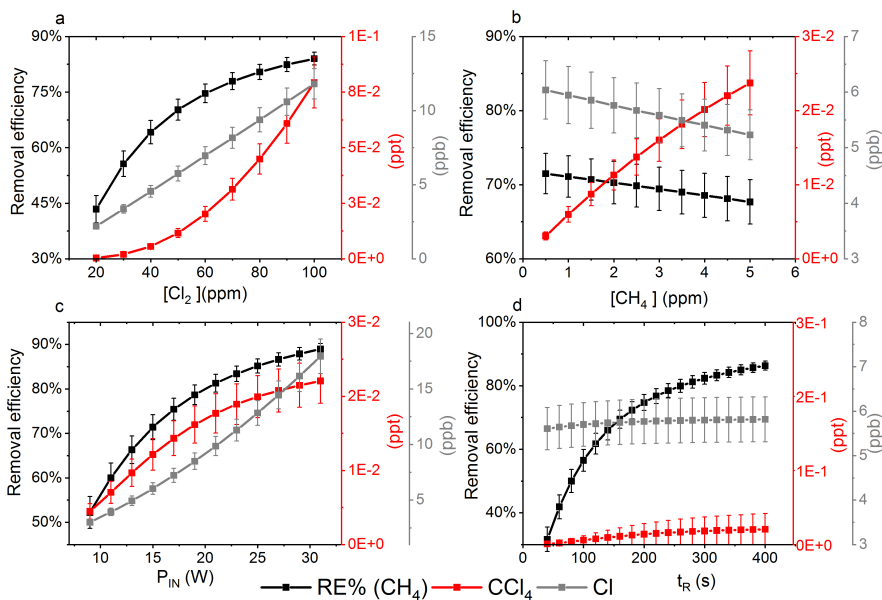 a
Removal efficiency
90%
75%
60%
45%
30%
20 40 60 80 100
[Cl2](ppm)
1E-1
8E-2
5E-2
3E-2
0E+0
(ppt)
15
10
5
0
(ppb)
b
Removal efficiency
90%
80%
70%
60%
0 1 2 3 4 5 6
[CH4] (ppm)
3E-2
2E-2
1E-2
0E+0
(ppt)
7
6
5
4
3
(ppb)
c
Removal efficiency
90%
80%
70%
60%
50%
10 15 20 25 30
PIN (W)
3E-2
2E-2
1E-2
0E+0
(ppt)
20
15
10
5
(ppb)
d
Removal efficiency
100%
80%
60%
40%
0 100 200 300 400
tR (s)
3E-1
2E-1
1E-1
0E+0
(ppt)
8
7
6
5
4
3
(ppb)
RE% (CH4) CCl4 Cl